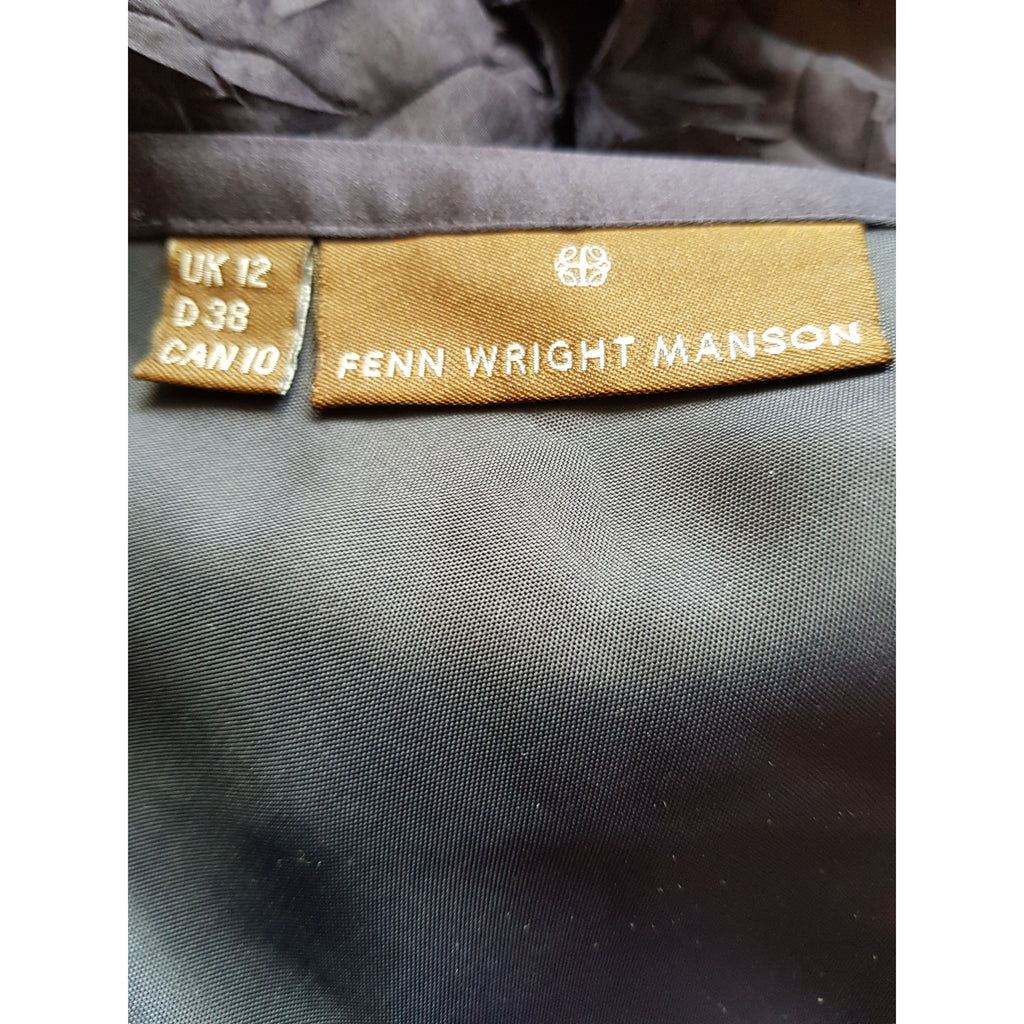 UK 12
D 38
CAN 10
FENN WRIGHT MANSON